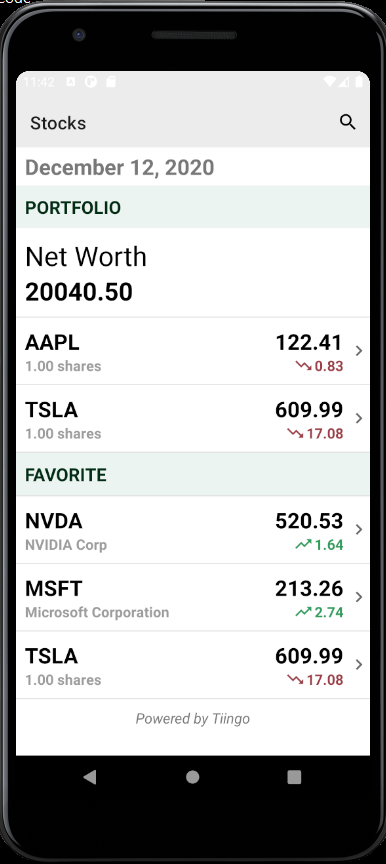 code
11:42
Stocks
December 12, 2020
PORTFOLIO
Net Worth
20040.50
AAPL 122.41
1.00 shares 0.83
TSLA 609.99
1.00 shares 17.08
FAVORITE
NVDA 520.53
NVIDIA Corp 1.64
MSFT 213.26
Microsoft Corporation 2.74
TSLA 609.99
1.00 shares 17.08
Powered by Tiingo